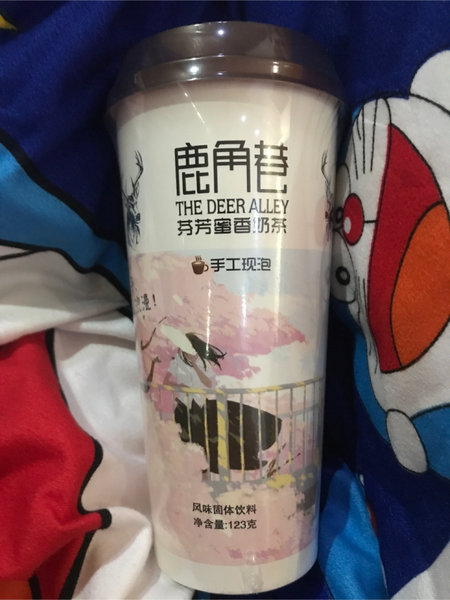 鹿角巷
THE DEER ALLEY
芬芳蜜香奶茶
手工现泡
漫!
风味固体饮料
净含量:123克